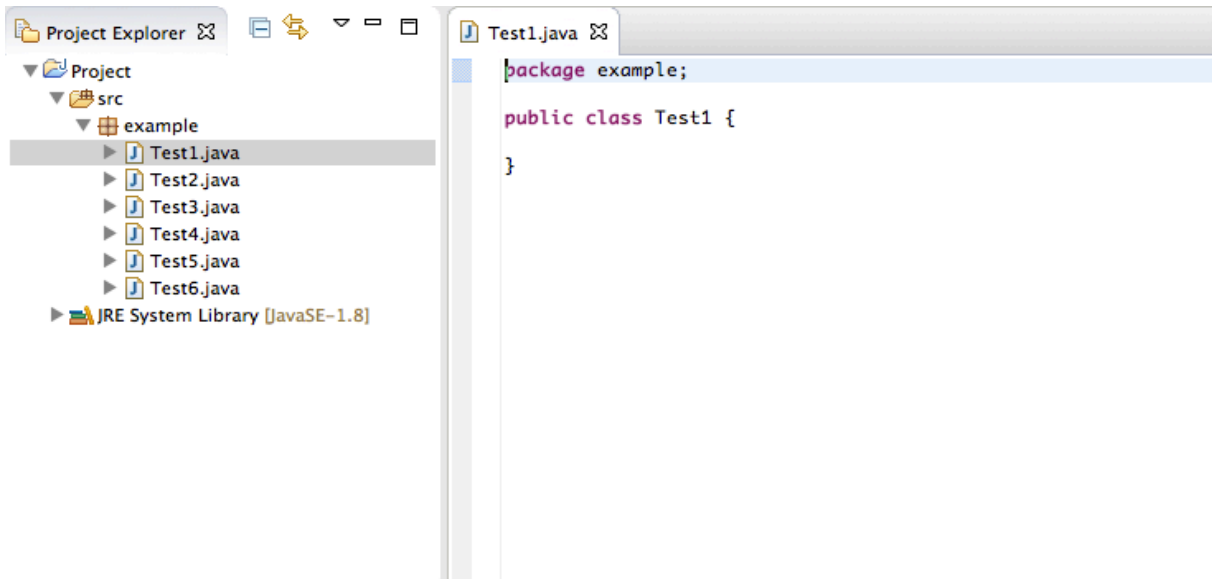 Project Explorer
Project
src
example
Test1.java
Test2.java
Test3.java
Test4.java
Test5.java
Test6.java
JRE System Library [JavaSE-1.8]
Test1.java
package example;
public class Test1 {
}